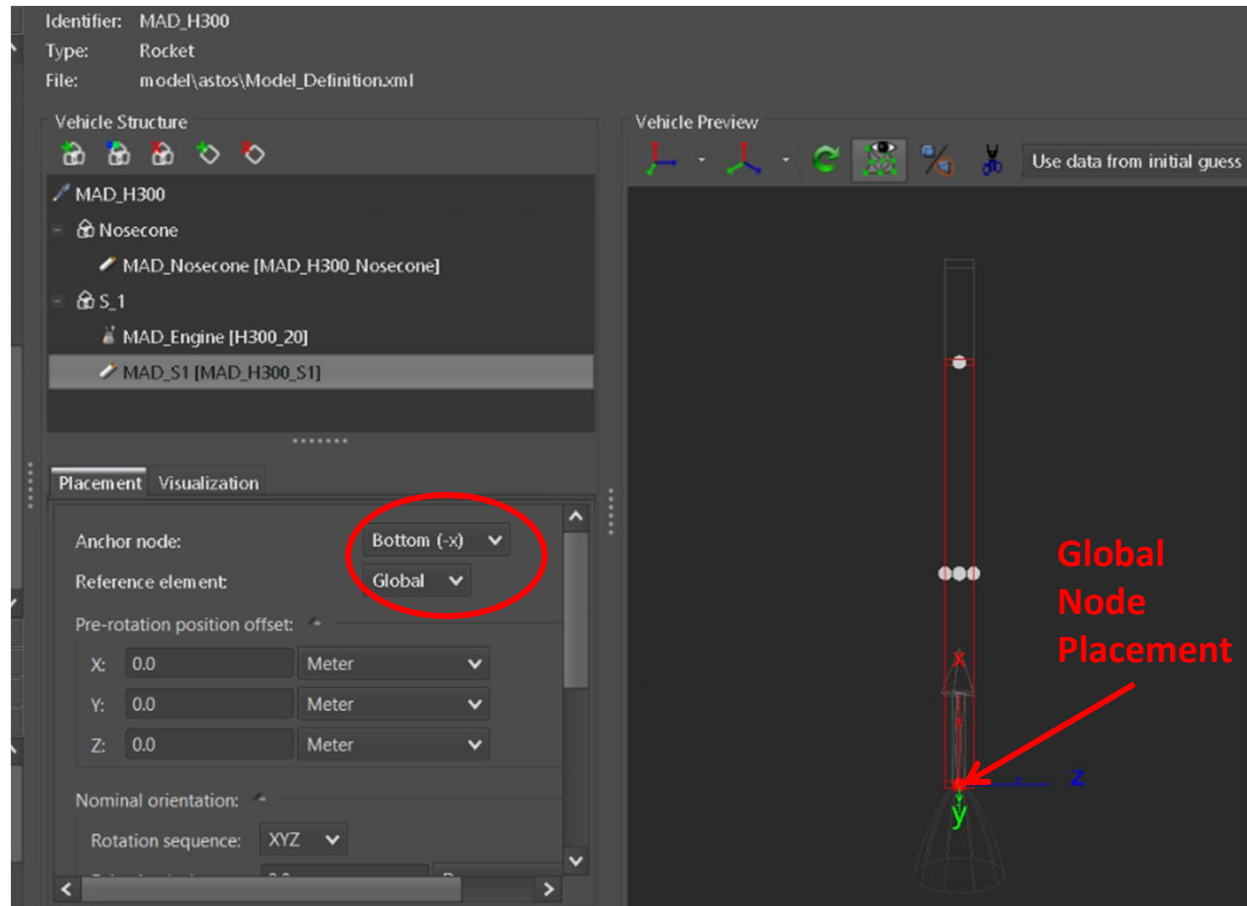 Identifier: MAD_H300
Type: Rocket
File: model\astos\Model_Definition.xml
Vehicle Structure
MAD_H300
Nosecone
MAD_Nosecone [MAD_H300_Nosecone]
S_1
MAD_Engine [H300_20]
MAD_S1 [MAD_H300_S1]
Placement Visualization
Anchor node: Bottom (-x)
Reference element: Global
Pre-rotation position offset:
X: 0.0 Meter
Y: 0.0 Meter
Z: 0.0 Meter
Nominal orientation:
Rotation sequence: XYZ
Vehicle Preview
Use data from initial guess
Global
Node
Placement
x
z
y